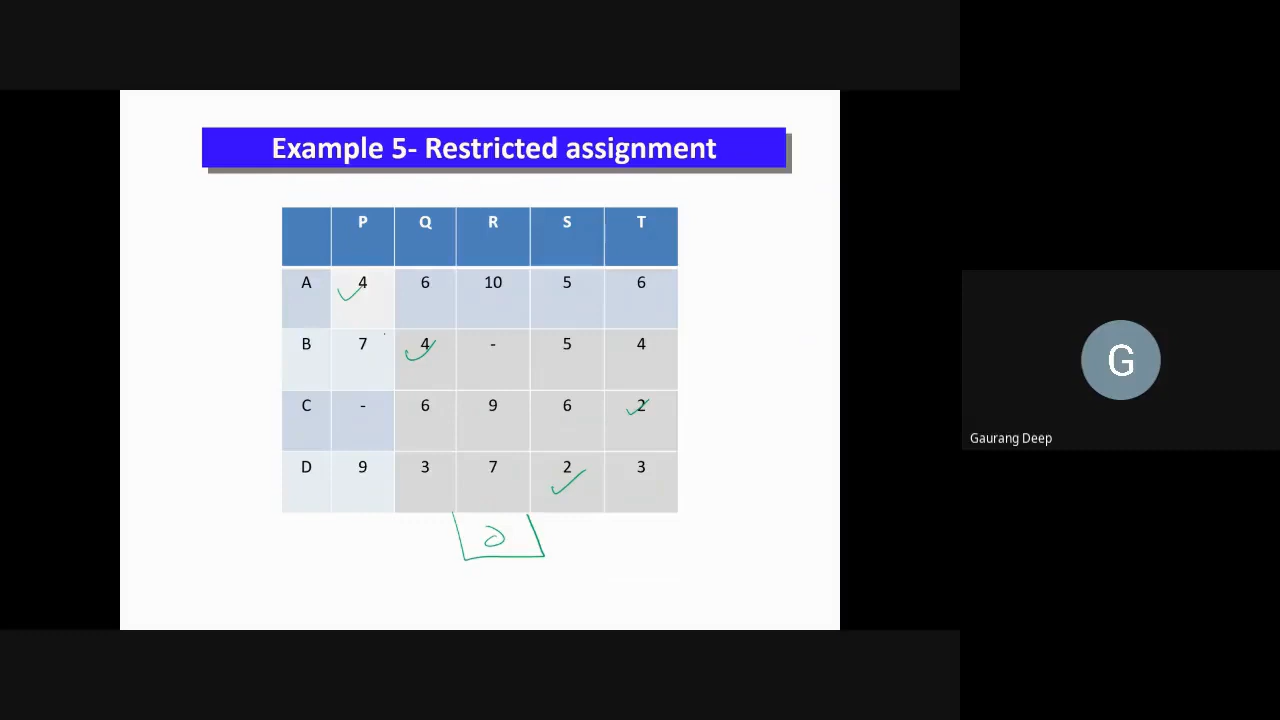 Example 5- Restricted assignment
P Q R S T
A 4 6 10 5 6
B 7 4 - 5 4
C - 6 9 6 2
D 9 3 7 2 3
0
G
Gaurang Deep